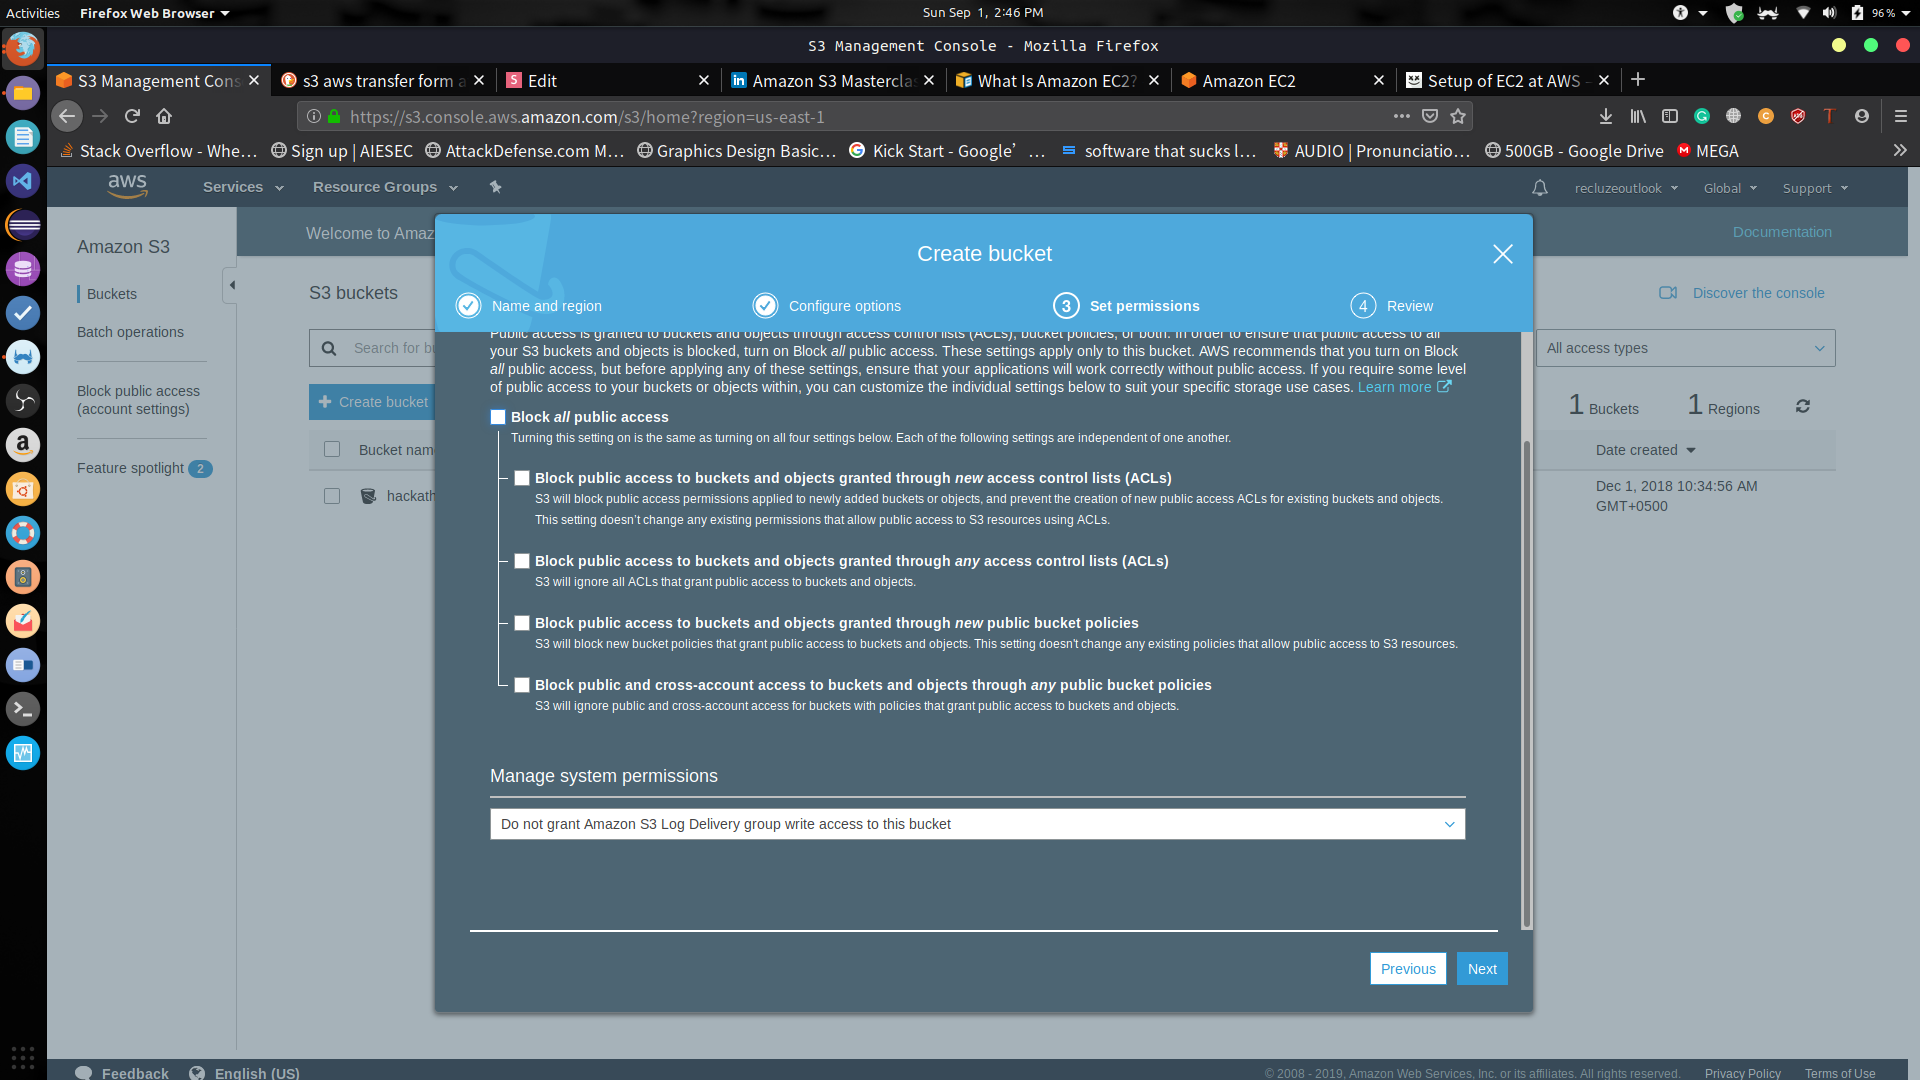 Activities
Firefox Web Browser
Sun Sep 1, 2:46 PM
96 %
S3 Management Console - Mozilla Firefox
S3 Management Cons
s3 aws transfer form a
Edit
Amazon S3 Masterclas
What Is Amazon EC2?
Amazon EC2
Setup of EC2 at AWS -
https://s3.console.aws.amazon.com/s3/home?region=us-east-1
Stack Overflow - Whe…
Sign up | AIESEC
AttackDefense.com M…
Graphics Design Basic…
Kick Start - Google’ …
software that sucks l…
AUDIO | Pronunciatio…
500GB - Google Drive
MEGA
aws
Services
Resource Groups
recluzeoutlook
Global
Support
Amazon S3
Welcome to Amaz
Documentation
Create bucket
Buckets
S3 buckets
Discover the console
Name and region
Configure options
3 Set permissions
4 Review
Batch operations
Search for bu
All access types
Public access is granted to buckets and objects through access control lists (ACLs), bucket policies, or both. In order to ensure that public access to all
your S3 buckets and objects is blocked, turn on Block all public access. These settings apply only to this bucket. AWS recommends that you turn on Block
all public access, but before applying any of these settings, ensure that your applications will work correctly without public access. If you require some level
of public access to your buckets or objects within, you can customize the individual settings below to suit your specific storage use cases. Learn more
Block public access
(account settings)
Create bucket
1 Buckets
1 Regions
Block all public access
Turning this setting on is the same as turning on all four settings below. Each of the following settings are independent of one another.
Bucket nam
Date created
Feature spotlight 2
Block public access to buckets and objects granted through new access control lists (ACLs)
S3 will block public access permissions applied to newly added buckets or objects, and prevent the creation of new public access ACLs for existing buckets and objects.
This setting doesn’t change any existing permissions that allow public access to S3 resources using ACLs.
hackath
Dec 1, 2018 10:34:56 AM
GMT+0500
Block public access to buckets and objects granted through any access control lists (ACLs)
S3 will ignore all ACLs that grant public access to buckets and objects.
Block public access to buckets and objects granted through new public bucket policies
S3 will block new bucket policies that grant public access to buckets and objects. This setting doesn't change any existing policies that allow public access to S3 resources.
Block public and cross-account access to buckets and objects through any public bucket policies
S3 will ignore public and cross-account access for buckets with policies that grant public access to buckets and objects.
Manage system permissions
Do not grant Amazon S3 Log Delivery group write access to this bucket
Previous
Next
Feedback
English (US)
© 2008 - 2019, Amazon Web Services, Inc. or its affiliates. All rights reserved.
Privacy Policy
Terms of Use